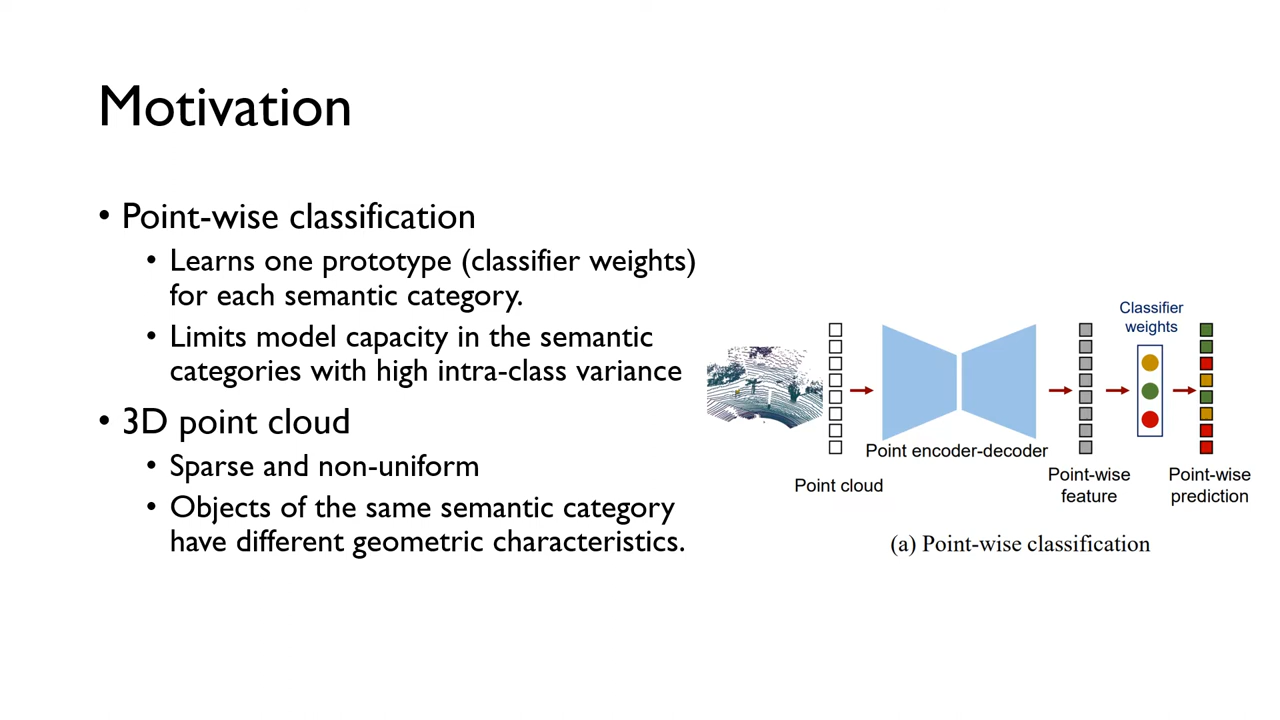 Motivation
• Point-wise classification
• Learns one prototype (classifier weights)
for each semantic category.
• Limits model capacity in the semantic
categories with high intra-class variance
• 3D point cloud
• Sparse and non-uniform
• Objects of the same semantic category
have different geometric characteristics.
Classifier
weights
Point encoder-decoder
Point cloud
Point-wise
feature
Point-wise
prediction
(a) Point-wise classification